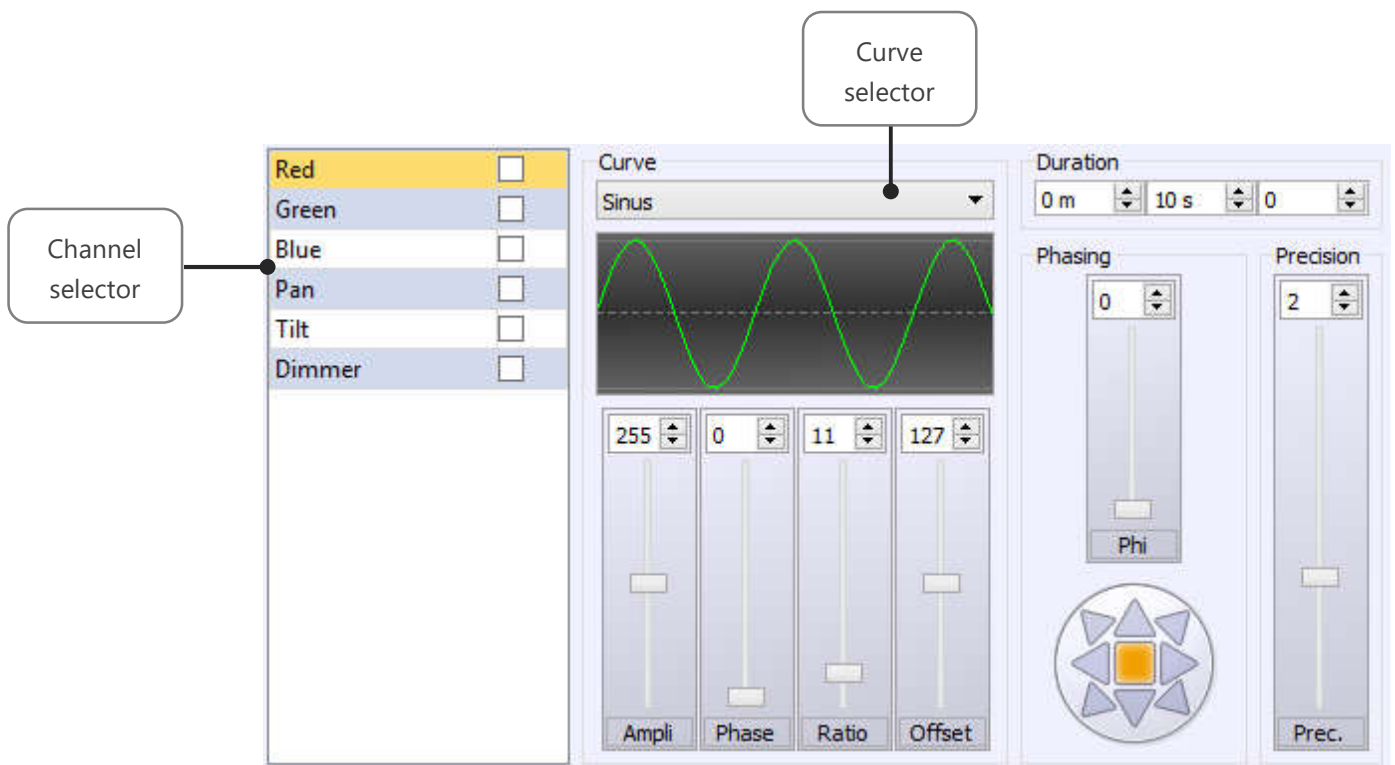 Curve
selector
Channel
selector
Red
Green
Blue
Pan
Tilt
Dimmer
Curve
Sinus
255
0
11
127
Ampli
Phase
Ratio
Offset
Duration
0 m
10 s
0
Phasing
0
Phi
Precision
2
Prec.